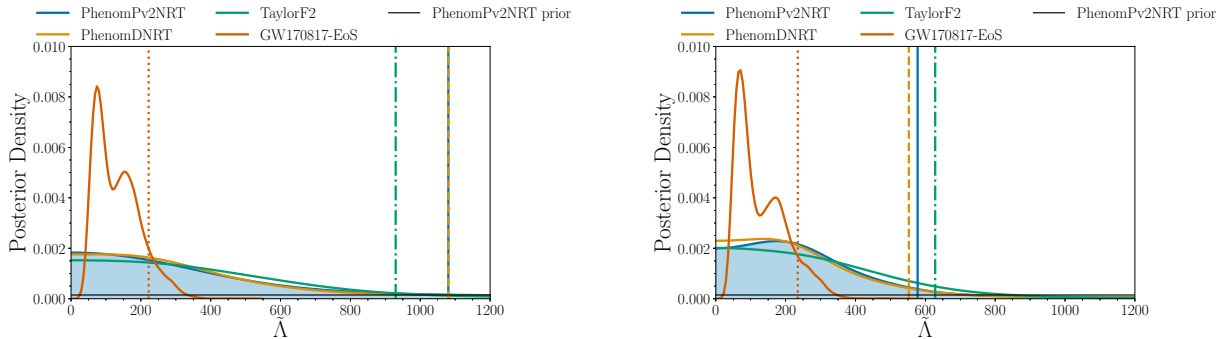 PhenomPv2NRT TaylorF2 PhenomPv2NRT prior
PhenomDNRT GW170817-EoS
0.010
0.008
0.006
0.004
0.002
0.000
Posterior Density
0 200 400 600 800 1000 1200
Λ̃
PhenomPv2NRT TaylorF2 PhenomPv2NRT prior
PhenomDNRT GW170817-EoS
0.010
0.008
0.006
0.004
0.002
0.000
Posterior Density
0 200 400 600 800 1000 1200
Λ̃